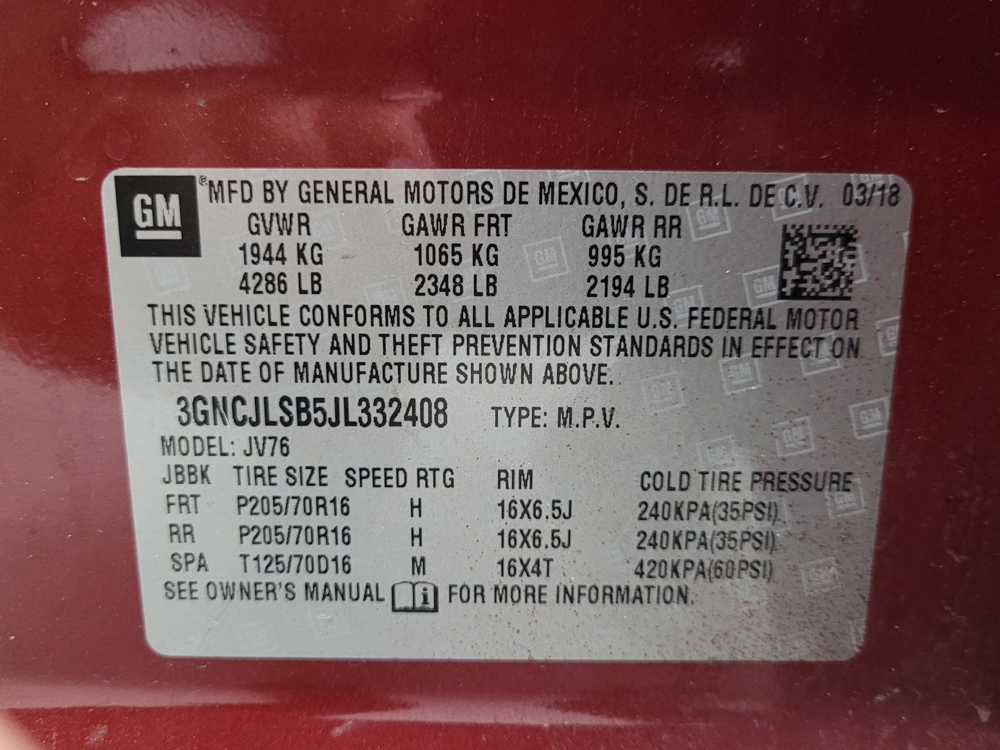 GM
®MFD BY GENERAL MOTORS DE MEXICO, S. DE R.L. DE C.V. 03/18
GVWR GAWR FRT GAWR RR
1944 KG 1065 KG 995 KG
4286 LB 2348 LB 2194 LB
THIS VEHICLE CONFORMS TO ALL APPLICABLE U.S. FEDERAL MOTOR
VEHICLE SAFETY AND THEFT PREVENTION STANDARDS IN EFFECT ON
THE DATE OF MANUFACTURE SHOWN ABOVE.
3GNCJLSB5JL332408 TYPE: M.P.V.
MODEL: JV76
JBBK TIRE SIZE SPEED RTG RIM COLD TIRE PRESSURE
FRT P205/70R16 H 16X6.5J 240KPA(35PSI)
RR P205/70R16 H 16X6.5J 240KPA(35PSI)
SPA T125/70D16 M 16X4T 420KPA(60PSI)
SEE OWNER'S MANUAL i FOR MORE INFORMATION.